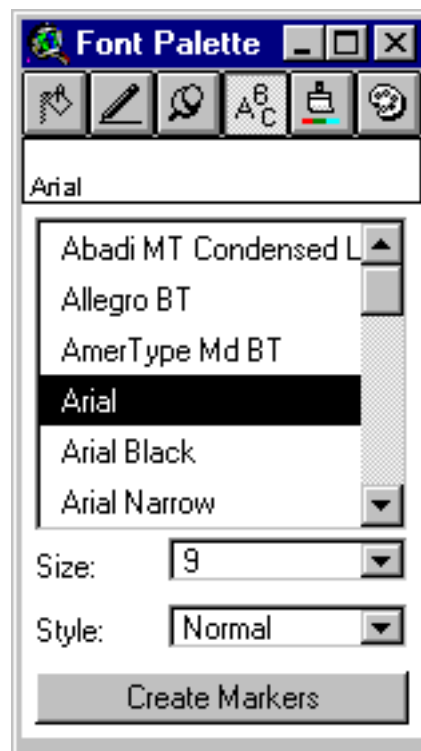 Font Palette
ABC
Arial
Abadi MT Condensed L
Allegro BT
AmerType Md BT
Arial
Arial Black
Arial Narrow
Size: 9
Style: Normal
Create Markers